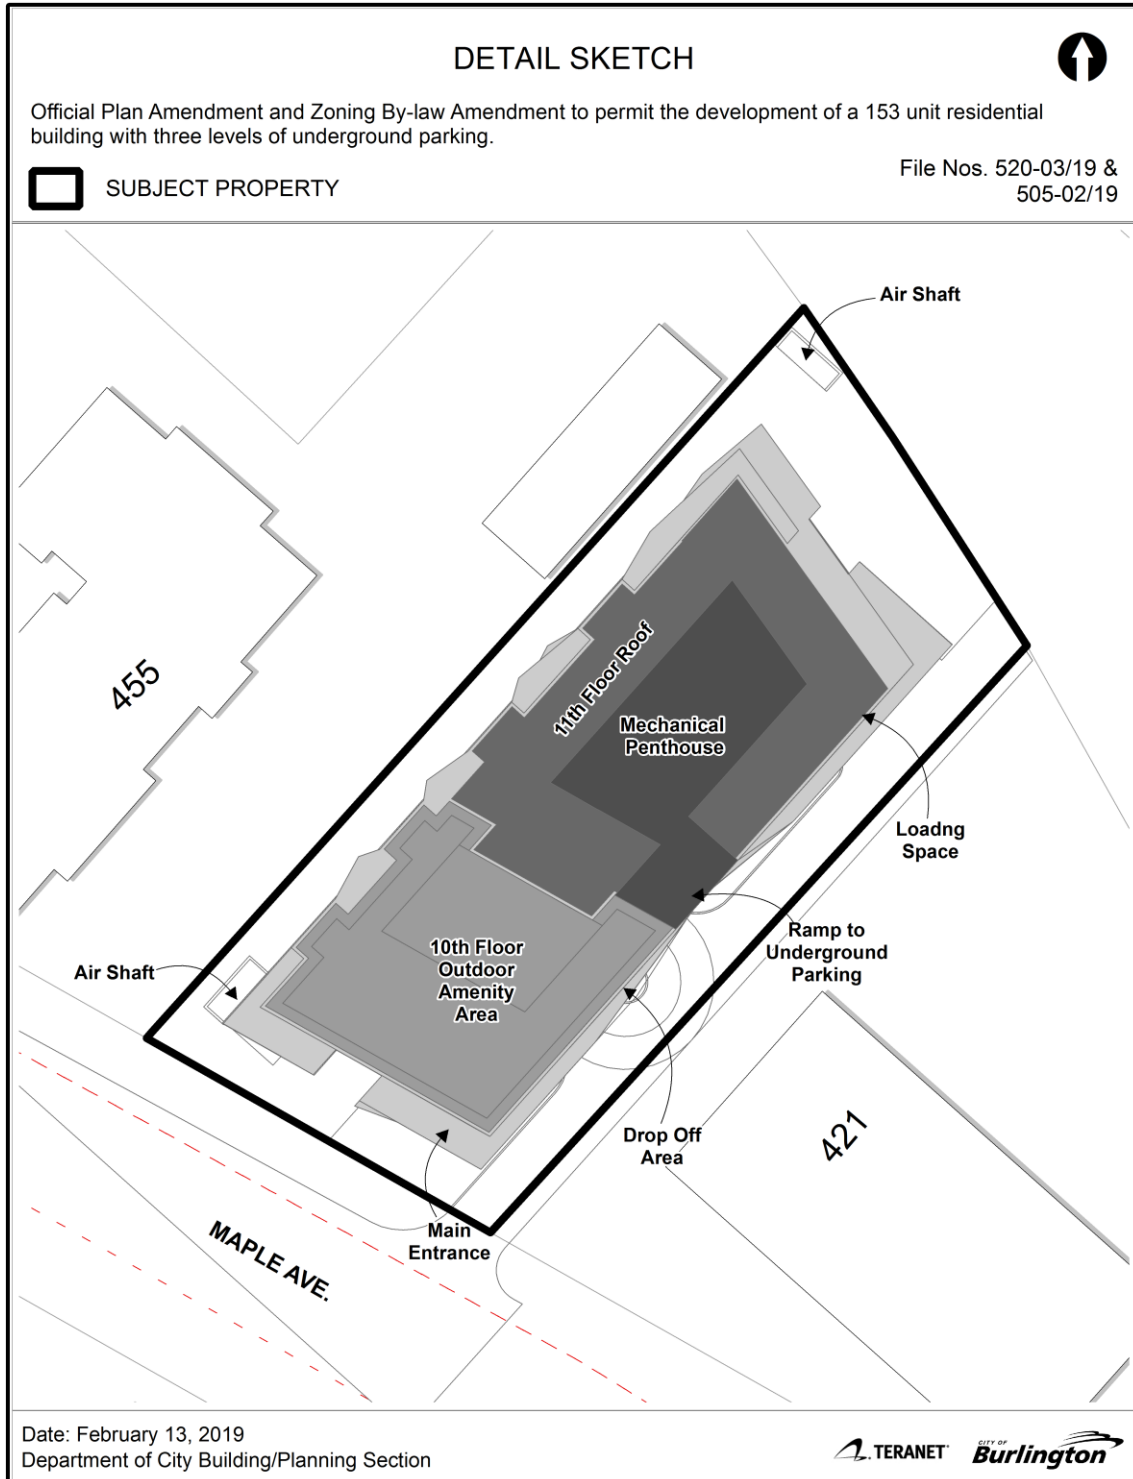 DETAIL SKETCH
Official Plan Amendment and Zoning By-law Amendment to permit the development of a 153 unit residential
building with three levels of underground parking.
SUBJECT PROPERTY
File Nos. 520-03/19 &
505-02/19
Air Shaft
455
11th Floor Roof
Mechanical
Penthouse
Loadng
Space
Ramp to
Underground
Parking
10th Floor
Outdoor
Amenity
Area
Air Shaft
Drop Off
Area
421
Main
Entrance
MAPLE AVE.
Date: February 13, 2019
Department of City Building/Planning Section
TERANET
CITY OF
Burlington